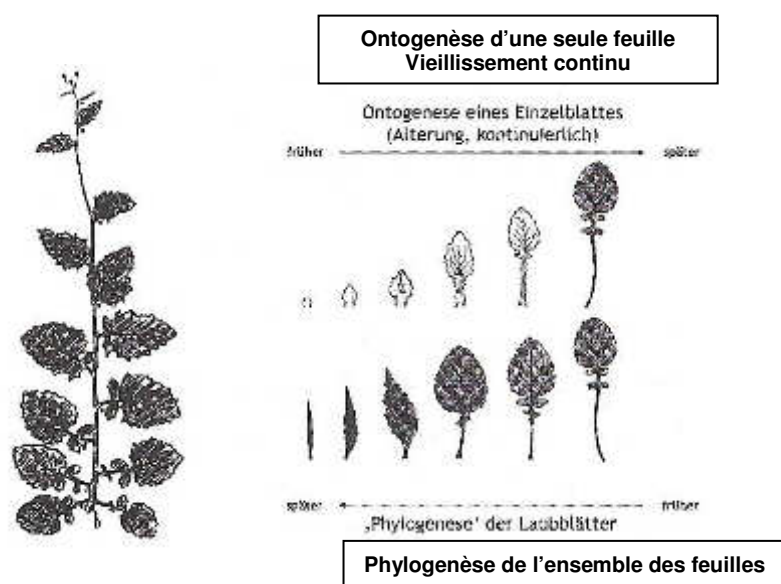 Ontogenèse d'une seule feuille
Vieillissement continu
Ontogenese eines Einzelblattes
(Alterung, kontinuierlich)
früher
später
später
früher
‚Phylogenese' der Laubblätter
Phylogenèse de l'ensemble des feuilles